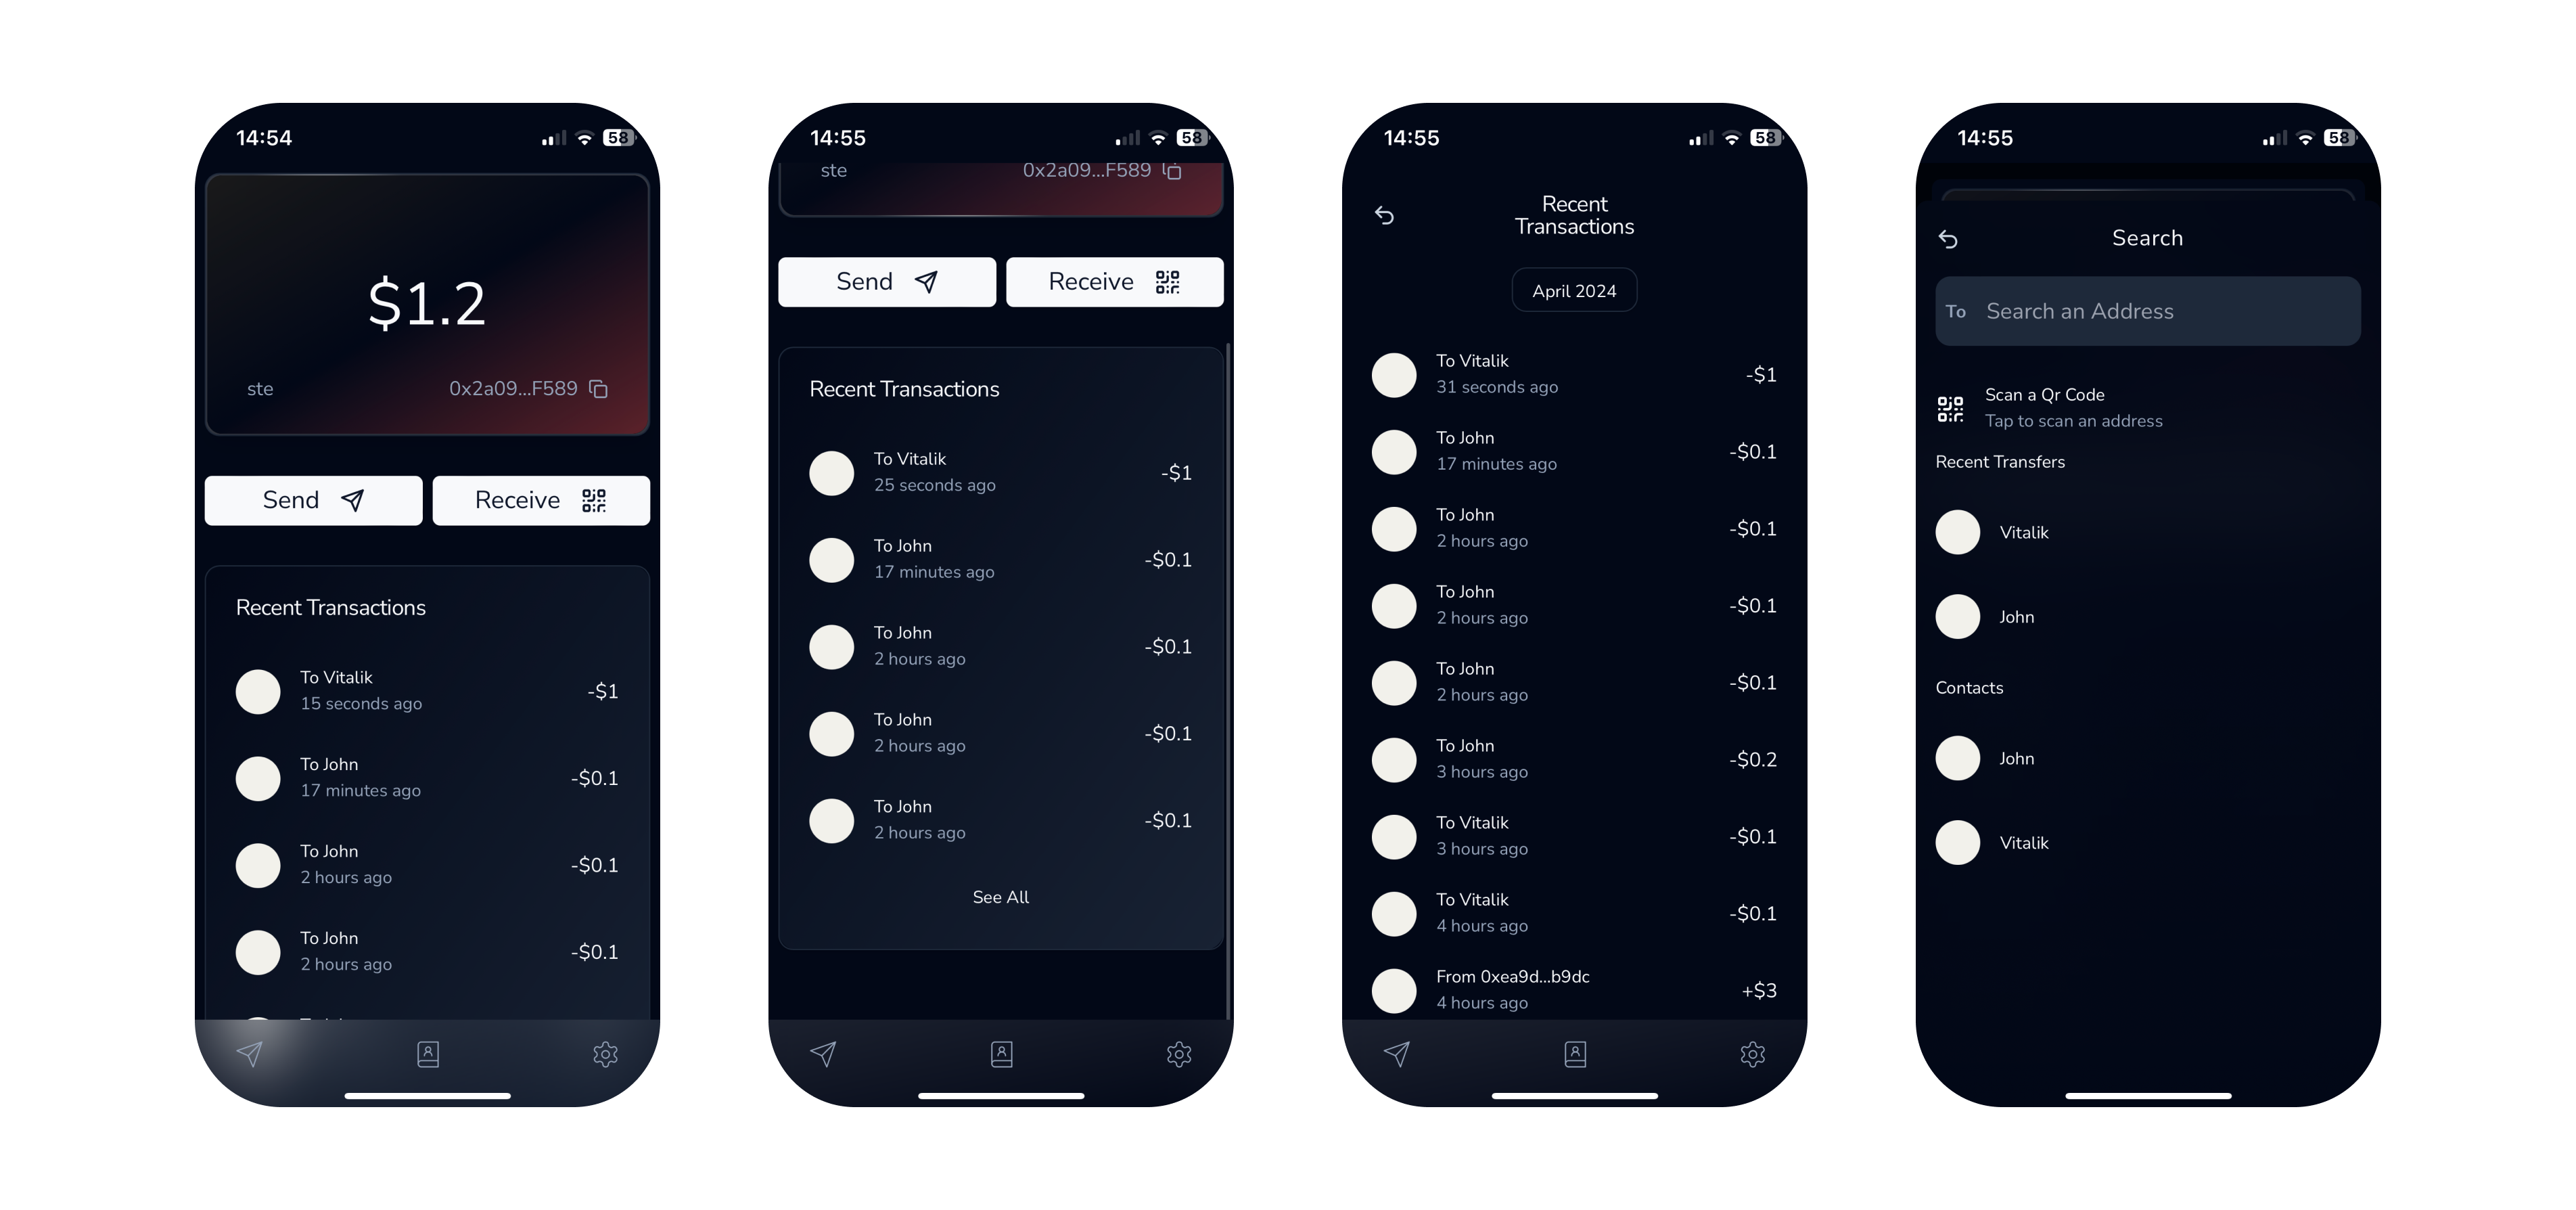 14:54
58
$1.2
ste 0x2a09...F589
Send Receive
Recent Transactions
To Vitalik
15 seconds ago
-$1
To John
17 minutes ago
-$0.1
To John
2 hours ago
-$0.1
To John
2 hours ago
-$0.1
14:55
58
ste 0x2a09...F589
Send Receive
Recent Transactions
To Vitalik
25 seconds ago
-$1
To John
17 minutes ago
-$0.1
To John
2 hours ago
-$0.1
To John
2 hours ago
-$0.1
To John
2 hours ago
-$0.1
See All
14:55
58
Recent
Transactions
April 2024
To Vitalik
31 seconds ago
-$1
To John
17 minutes ago
-$0.1
To John
2 hours ago
-$0.1
To John
2 hours ago
-$0.1
To John
2 hours ago
-$0.1
To John
3 hours ago
-$0.2
To Vitalik
3 hours ago
-$0.1
To Vitalik
4 hours ago
-$0.1
From 0xea9d...b9dc
4 hours ago
+$3
14:55
58
Search
To Search an Address
Scan a Qr Code
Tap to scan an address
Recent Transfers
Vitalik
John
Contacts
John
Vitalik